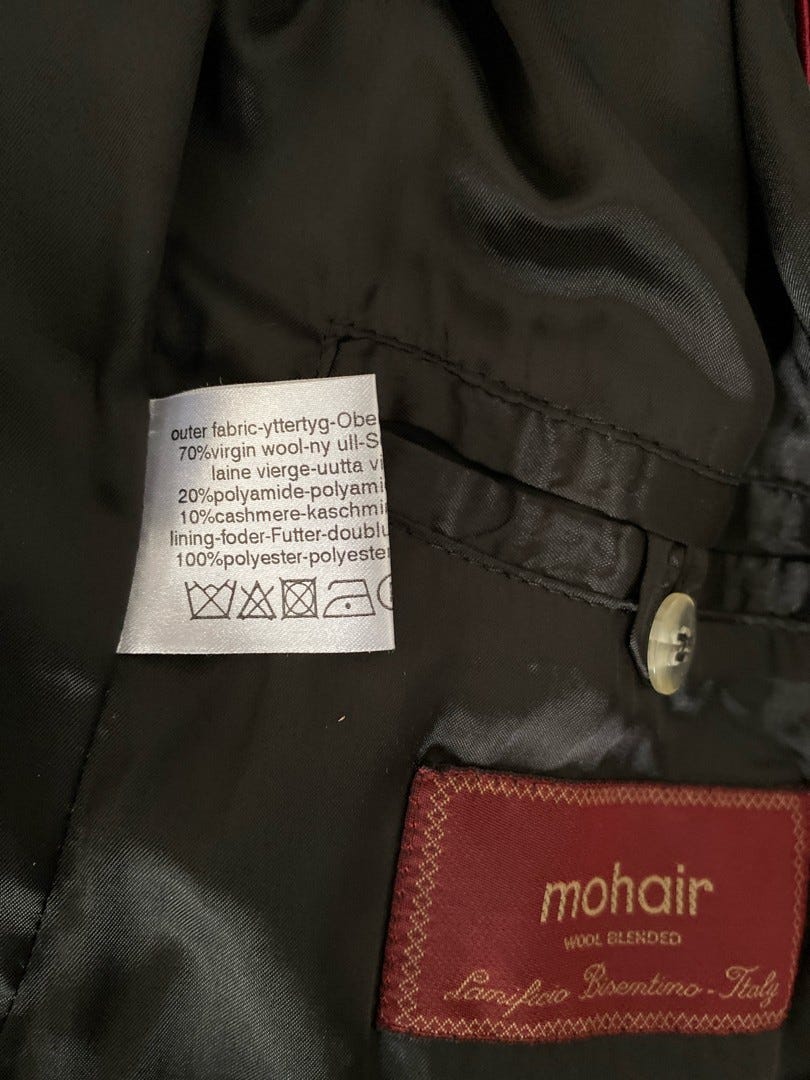 outer fabric-yttertyg-Obe
70%virgin wool-ny ull-S
laine vierge-uutta vi
20%polyamide-polyami
10%cashmere-kaschmi
lining-foder-Futter-doublu
100%polyester-polyester
mohair
WOOL BLENDED
Lanificio Bisentino - Italy